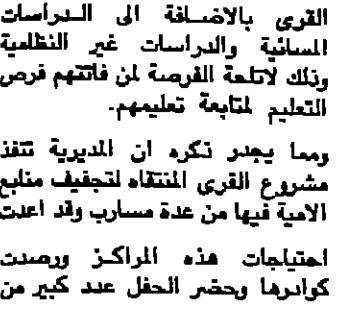 القرى بالاضافة الى الدراسات
المسائية والدراسات غير النظامية
وذلك لاتاحة الفرصة لمن فاتتهم فرص
التعليم لمتابعة تعليمهم.
ومما يجدر ذكره ان المديرية تنفذ
مشروع القرى المنتقاه لتجفيف منابع
الامية فيها من عدة مسارب وقد اعدت
احتياجات هذه المراكز ورصدت
كوادرها وحضر الحفل عدد كبير من